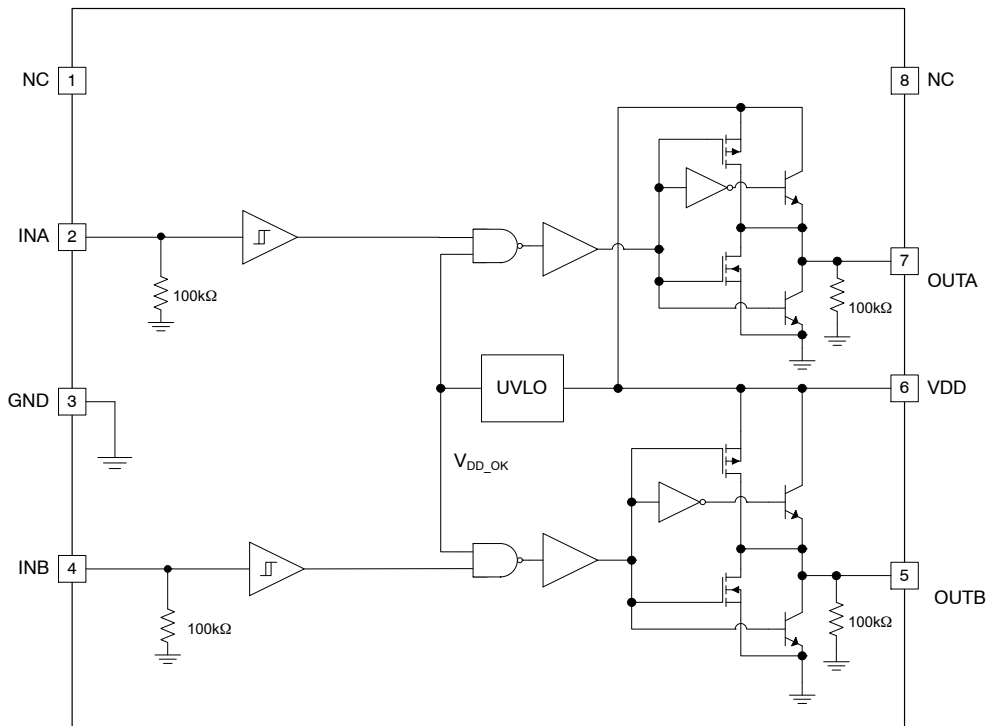 NC 1
8 NC
INA 2
100kΩ
7 OUTA
100kΩ
GND 3
UVLO
6 VDD
V_DD_OK
INB 4
100kΩ
5 OUTB
100kΩ